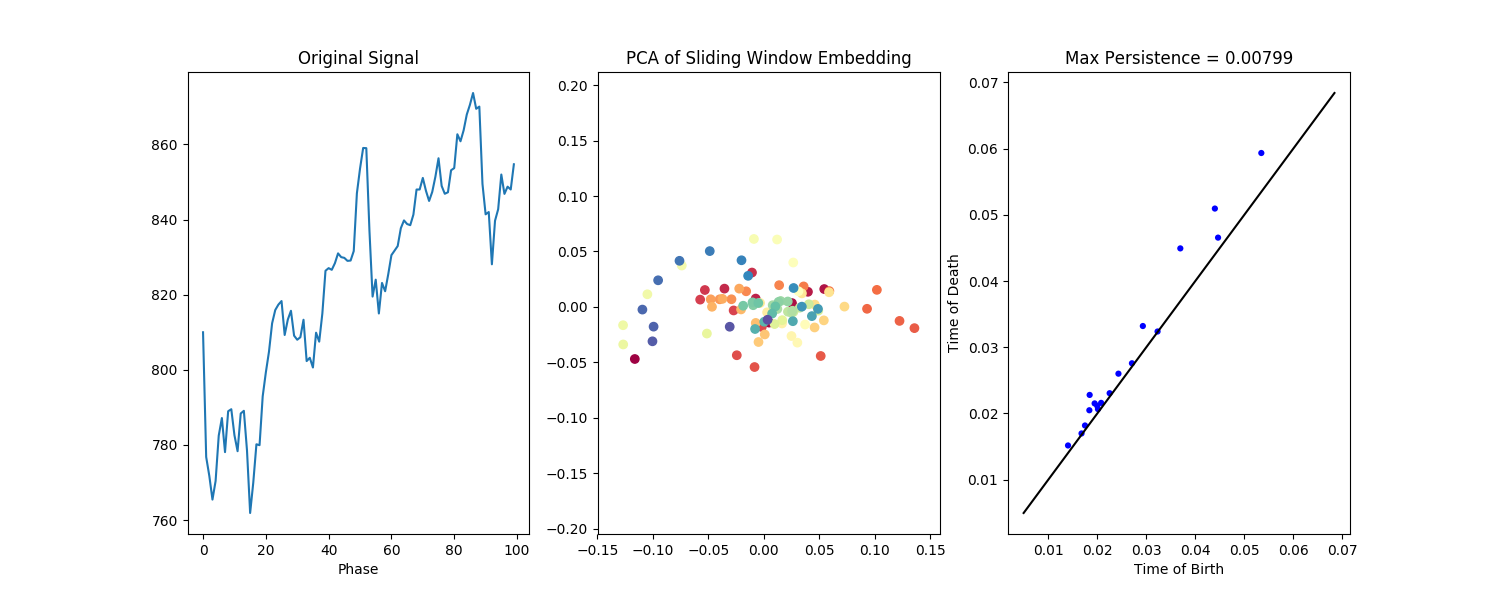 Original Signal
860
840
820
800
780
760
0 20 40 60 80 100
Phase
PCA of Sliding Window Embedding
0.20
0.15
0.10
0.05
0.00
−0.05
−0.10
−0.15
−0.20
−0.15 −0.10 −0.05 0.00 0.05 0.10 0.15
Max Persistence = 0.00799
Time of Death
0.07
0.06
0.05
0.04
0.03
0.02
0.01
0.01 0.02 0.03 0.04 0.05 0.06 0.07
Time of Birth